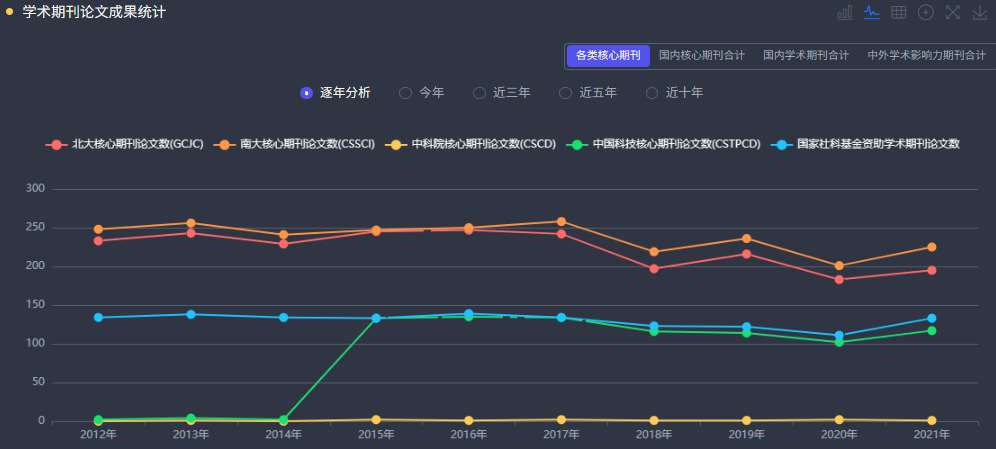 学术期刊论文成果统计
各类核心期刊 国内核心期刊合计 国内学术期刊合计 中外学术影响力期刊合计
逐年分析 今年 近三年 近五年 近十年
北大核心期刊论文数(GCJC) 南大核心期刊论文数(CSSCI) 中科院核心期刊论文数(CSCD) 中国科技核心期刊论文数(CSTPCD) 国家社科基金资助学术期刊论文数
300
250
200
150
100
50
0
2012年 2013年 2014年 2015年 2016年 2017年 2018年 2019年 2020年 2021年